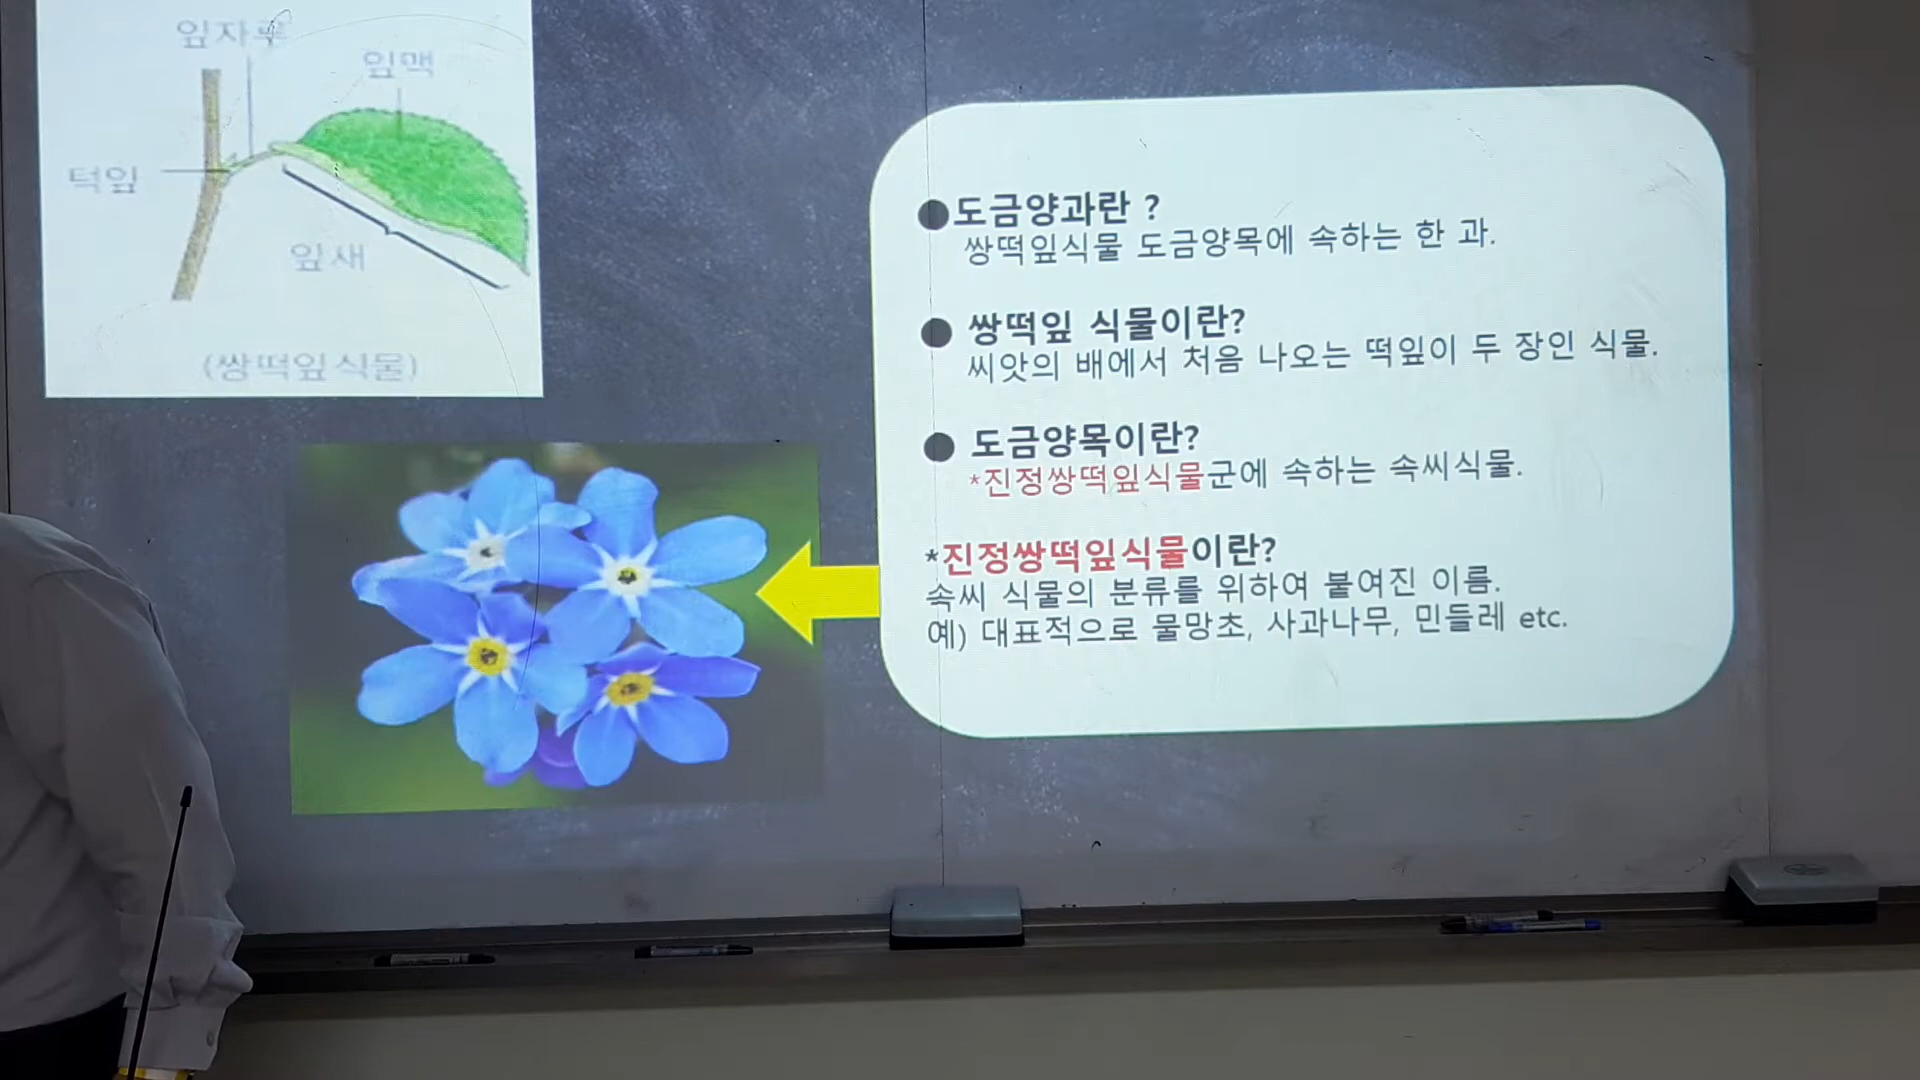 잎자루
잎맥
턱잎
잎새
(쌍떡잎식물)
●도금양과란 ?
쌍떡잎식물 도금양목에 속하는 한 과.
● 쌍떡잎 식물이란?
씨앗의 배에서 처음 나오는 떡잎이 두 장인 식물.
● 도금양목이란?
*진정쌍떡잎식물군에 속하는 속씨식물.
*진정쌍떡잎식물이란?
속씨 식물의 분류를 위하여 붙여진 이름.
예) 대표적으로 물망초, 사과나무, 민들레 etc.